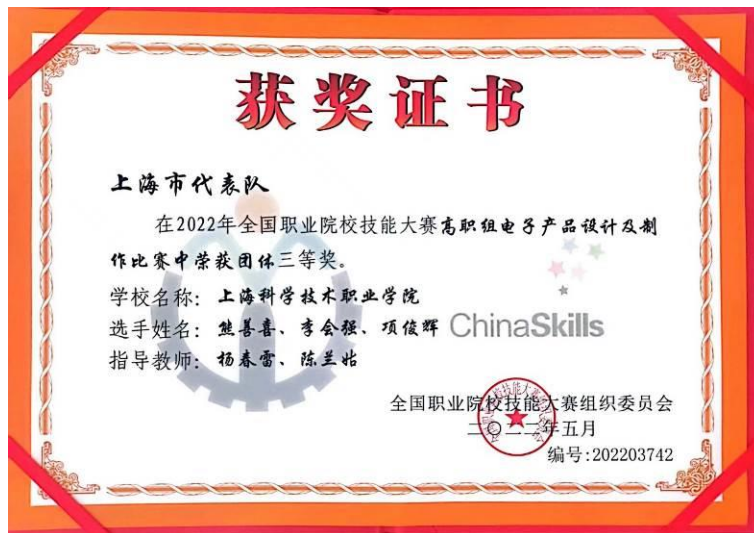 获奖证书
上海市代表队
在2022年全国职业院校技能大赛高职组电子产品设计及制
作比赛中荣获团体三等奖。
学校名称：上海科学技术职业学院
选手姓名：熊善喜、李会强、项俊辉
ChinaSkills
指导教师：杨春雷、陈兰姑
全国职业院校技能大赛组织委员会
二〇二二年五月
编号:202203742